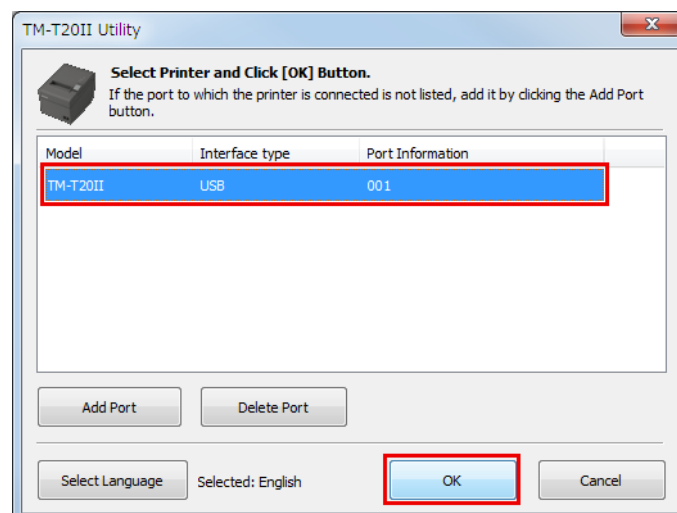 TM-T20II Utility
Select Printer and Click [OK] Button.
If the port to which the printer is connected is not listed, add it by clicking the Add Port
button.
Model Interface type Port Information
TM-T20II USB 001
Add Port Delete Port
Select Language Selected: English OK Cancel